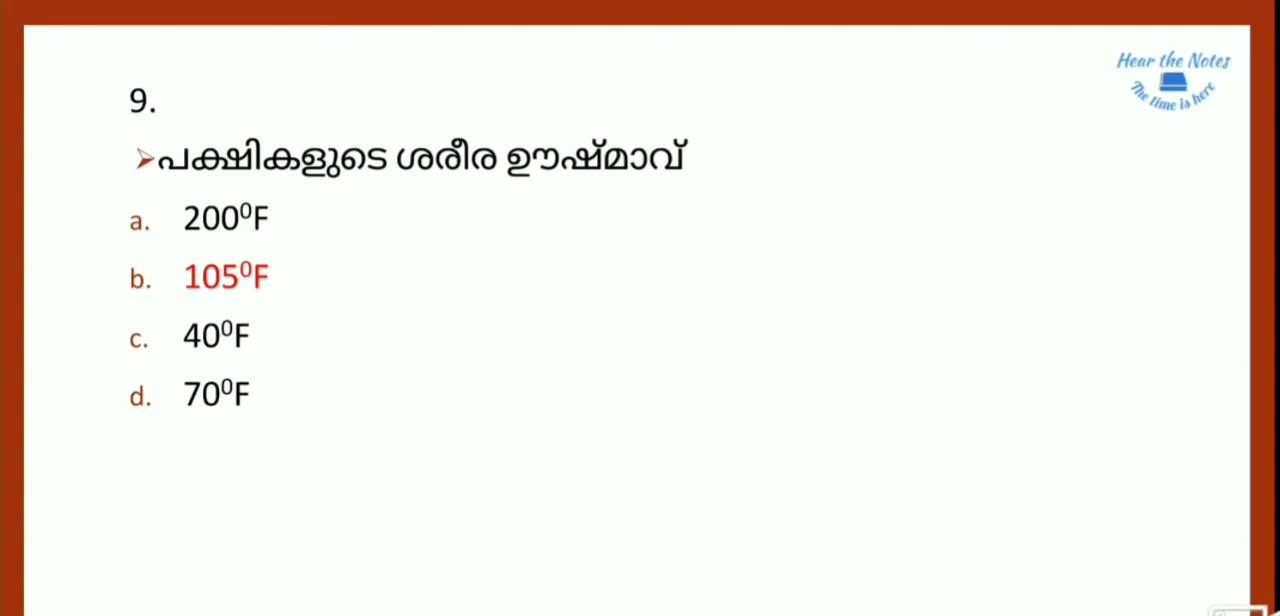 Hear the Notes
The time is here
9.
➢പക്ഷികളുടെ ശരീര ഊഷ്മാവ്
a. 200⁰F
b. 105⁰F
c. 40⁰F
d. 70⁰F